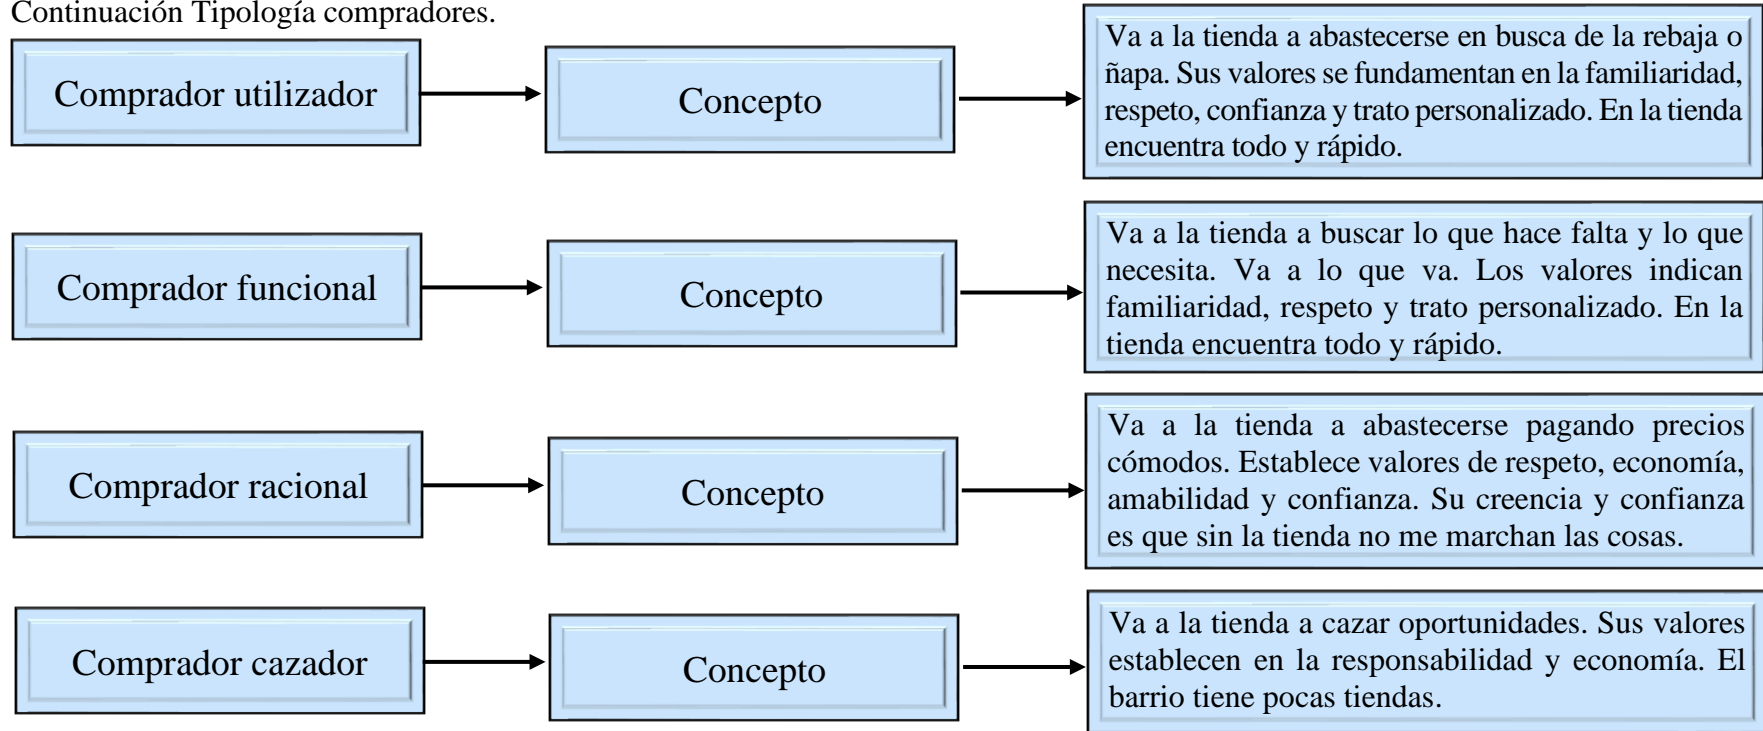 Continuación Tipología compradores.
Comprador utilizador
Concepto
Va a la tienda a abastecerse en busca de la rebaja o
ñapa. Sus valores se fundamentan en la familiaridad,
respeto, confianza y trato personalizado. En la tienda
encuentra todo y rápido.
Comprador funcional
Concepto
Va a la tienda a buscar lo que hace falta y lo que
necesita. Va a lo que va. Los valores indican
familiaridad, respeto y trato personalizado. En la
tienda encuentra todo y rápido.
Comprador racional
Concepto
Va a la tienda a abastecerse pagando precios
cómodos. Establece valores de respeto, economía,
amabilidad y confianza. Su creencia y confianza
es que sin la tienda no me marchan las cosas.
Comprador cazador
Concepto
Va a la tienda a cazar oportunidades. Sus valores
establecen en la responsabilidad y economía. El
barrio tiene pocas tiendas.